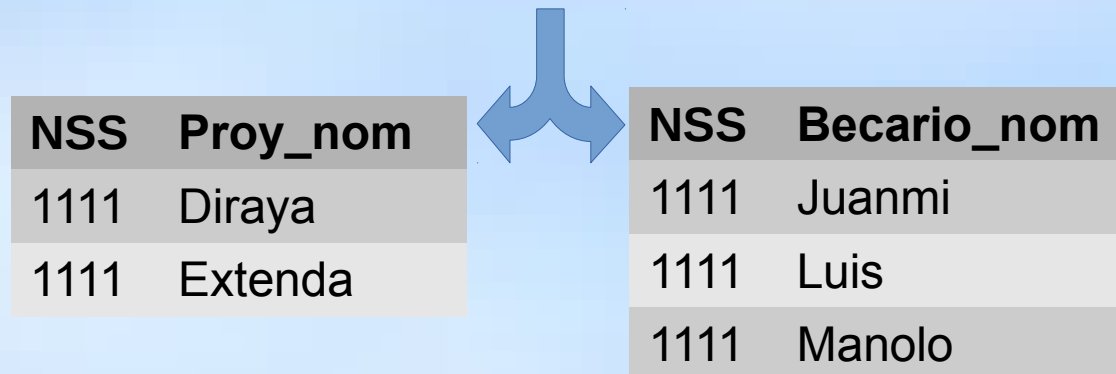 NSS Proy_nom
1111 Diraya
1111 Extenda
NSS Becario_nom
1111 Juanmi
1111 Luis
1111 Manolo